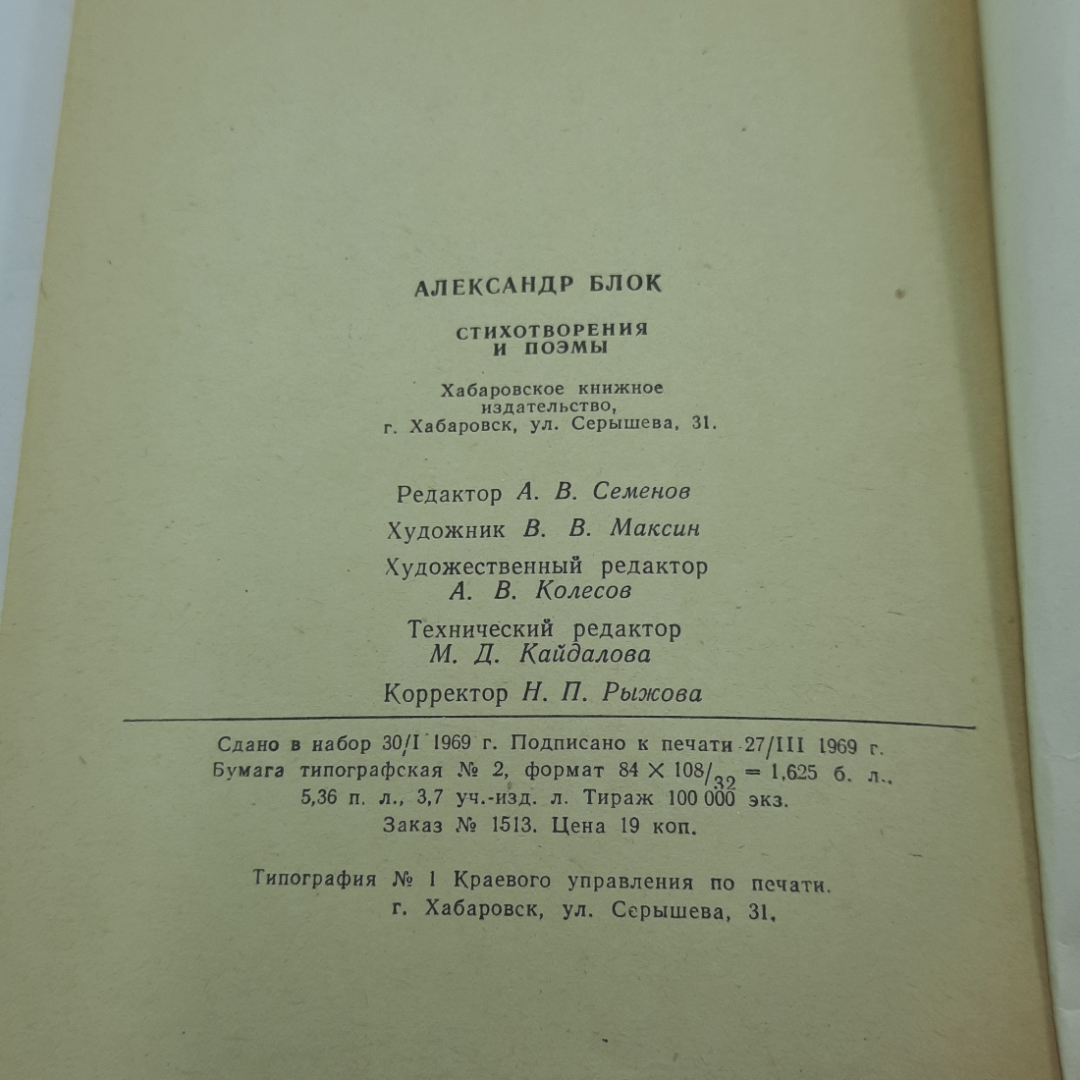 АЛЕКСАНДР БЛОК
СТИХОТВОРЕНИЯ
И ПОЭМЫ
Хабаровское книжное
издательство,
г. Хабаровск, ул. Серышева, 31.
Редактор А. В. Семенов
Художник В. В. Максин
Художественный редактор
А. В. Колесов
Технический редактор
М. Д. Кайдалова
Корректор Н. П. Рыжова
Сдано в набор 30/I 1969 г. Подписано к печати 27/III 1969 г.
Бумага типографская № 2, формат 84 × 108/32 = 1,625 б. л.,
5,36 п. л., 3,7 уч.-изд. л. Тираж 100 000 экз.
Заказ № 1513. Цена 19 коп.
Типография № 1 Краевого управления по печати.
г. Хабаровск, ул. Серышева, 31.